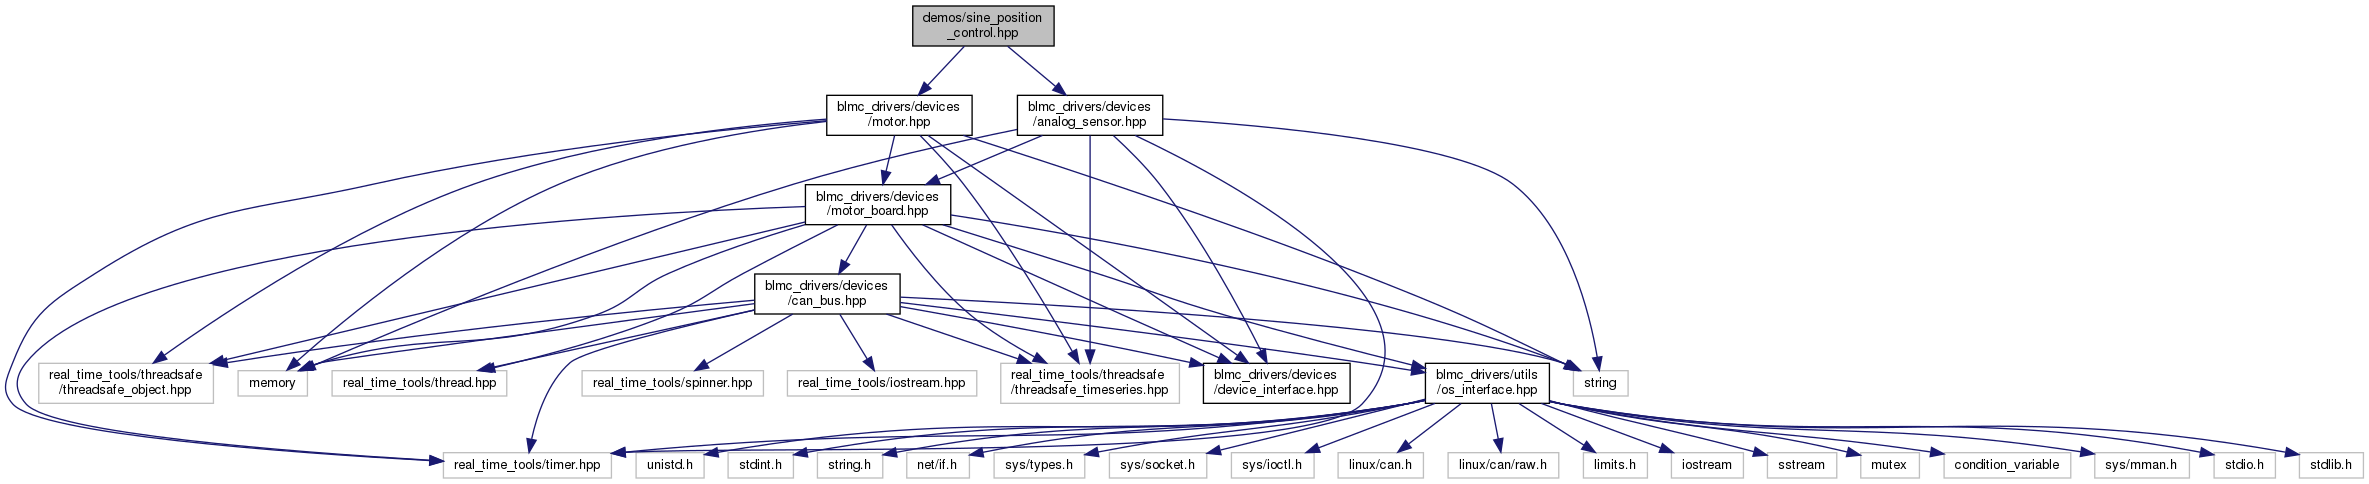 demos/sine_position
_control.hpp
blmc_drivers/devices
/motor.hpp
blmc_drivers/devices
/analog_sensor.hpp
blmc_drivers/devices
/motor_board.hpp
blmc_drivers/devices
/can_bus.hpp
real_time_tools/threadsafe
/threadsafe_object.hpp
memory
real_time_tools/thread.hpp
real_time_tools/spinner.hpp
real_time_tools/iostream.hpp
real_time_tools/threadsafe
/threadsafe_timeseries.hpp
blmc_drivers/devices
/device_interface.hpp
blmc_drivers/utils
/os_interface.hpp
string
real_time_tools/timer.hpp
unistd.h
stdint.h
string.h
net/if.h
sys/types.h
sys/socket.h
sys/ioctl.h
linux/can.h
linux/can/raw.h
limits.h
iostream
sstream
mutex
condition_variable
sys/mman.h
stdio.h
stdlib.h